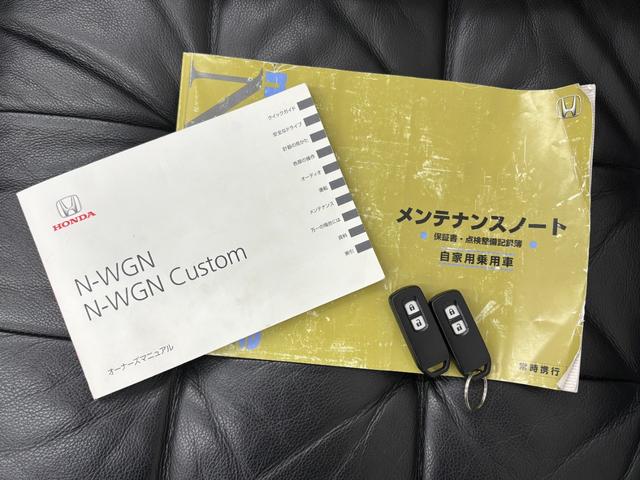 HONDA
N-WGN
N-WGN Custom
オーナーズマニュアル
クイックガイド
安全なドライブ
計器の見かた
各部の操作
オーディオ
運転
メンテナンス
万一の場合には
資料
索引
メンテナンスノート
保証書・点検整備記録簿
自家用乗用車
常時携行